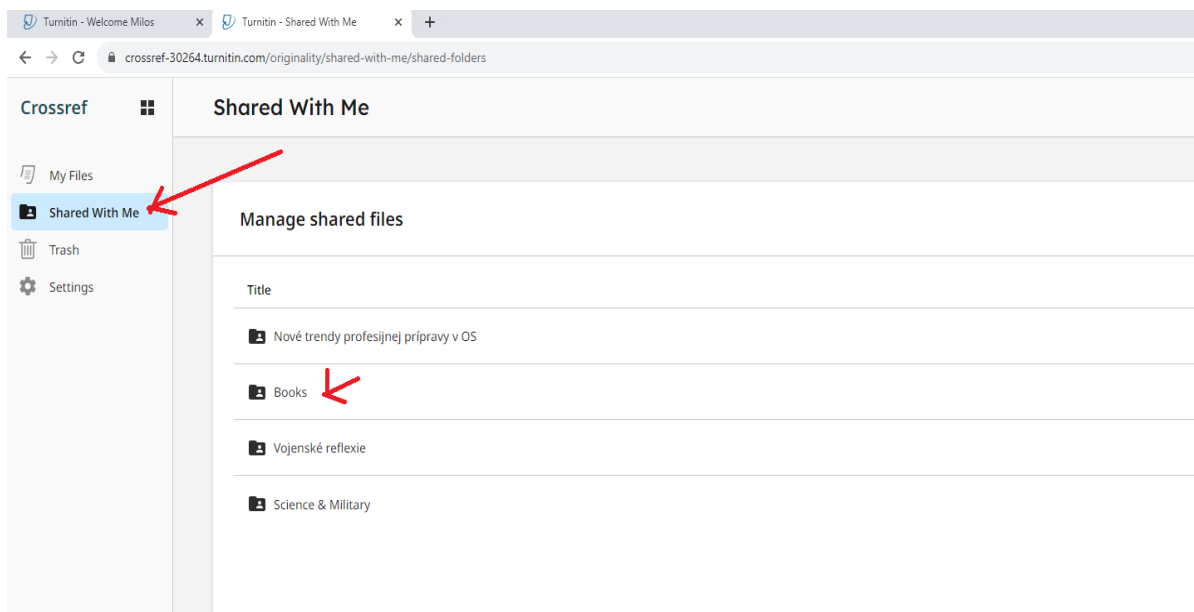 Turnitin - Welcome Milos
Turnitin - Shared With Me
crossref-30264.turnitin.com/originality/shared-with-me/shared-folders
Crossref
Shared With Me
My Files
Shared With Me
Trash
Settings
Manage shared files
Title
Nové trendy profesijnej prípravy v OS
Books
Vojenské reflexie
Science & Military